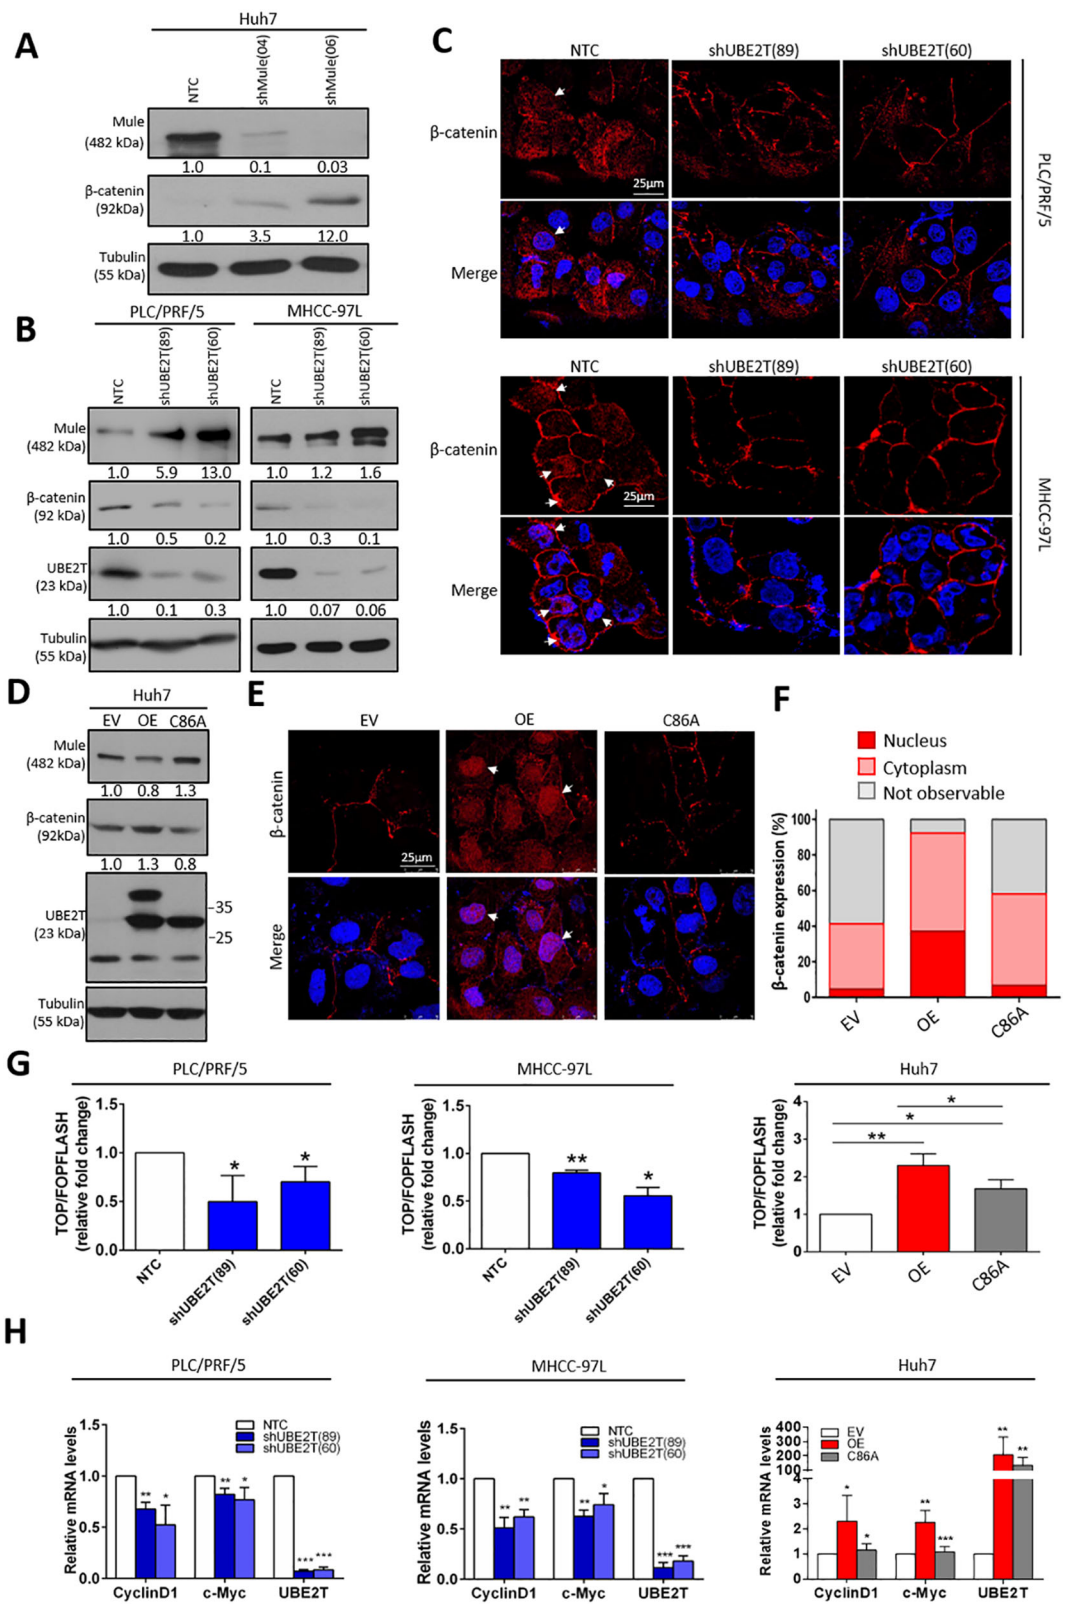 A
Huh7
NTC
shMule(04)
shMule(06)
Mule
(482 kDa)
1.0 0.1 0.03
β-catenin
(92kDa)
1.0 3.5 12.0
Tubulin
(55 kDa)
B
PLC/PRF/5
MHCC-97L
NTC
shUBE2T(89)
shUBE2T(60)
NTC
shUBE2T(89)
shUBE2T(60)
Mule
(482 kDa)
1.0 5.9 13.0 1.0 1.2 1.6
β-catenin
(92 kDa)
1.0 0.5 0.2 1.0 0.3 0.1
UBE2T
(23 kDa)
1.0 0.1 0.3 1.0 0.07 0.06
Tubulin
(55 kDa)
C
NTC shUBE2T(89) shUBE2T(60)
β-catenin
25μm
Merge
PLC/PRF/5
NTC shUBE2T(89) shUBE2T(60)
β-catenin
25μm
Merge
MHCC-97L
D
Huh7
EV OE C86A
Mule
(482 kDa)
1.0 0.8 1.3
β-catenin
(92kDa)
1.0 1.3 0.8
UBE2T
(23 kDa)
–35
–25
Tubulin
(55 kDa)
E
EV OE C86A
β-catenin
25μm
Merge
F
Nucleus
Cytoplasm
Not observable
β-catenin expression (%)
100
80
60
40
20
0
EV OE C86A
G
PLC/PRF/5
TOP/FOPFLASH
(relative fold change)
1.5
1.0
0.5
0.0
* *
NTC shUBE2T(89) shUBE2T(60)
MHCC-97L
TOP/FOPFLASH
(relative fold change)
1.5
1.0
0.5
0.0
** *
NTC shUBE2T(89) shUBE2T(60)
Huh7
TOP/FOPFLASH
(relative fold change)
4
3
2
1
0
*
*
**
EV OE C86A
H
PLC/PRF/5
Relative mRNA levels
1.5
1.0
0.5
0.0
NTC
shUBE2T(89)
shUBE2T(60)
** * ** * *** ***
CyclinD1 c-Myc UBE2T
MHCC-97L
Relative mRNA levels
1.5
1.0
0.5
0.0
NTC
shUBE2T(89)
shUBE2T(60)
** ** ** * *** ***
CyclinD1 c-Myc UBE2T
Huh7
Relative mRNA levels
400
300
200
100
4
3
2
1
0
EV
OE
C86A
* * ** *** ** **
CyclinD1 c-Myc UBE2T